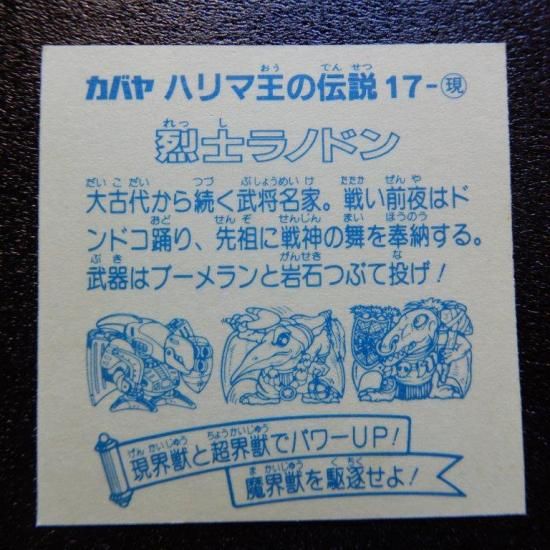 カバヤ ハリマ王の伝説 17-現
烈士ラノドン
大古代から続く武将名家。戦い前夜はド
ンドコ踊り、先祖に戦神の舞を奉納する。
武器はブーメランと岩石つぶて投げ!
現界獣と超界獣でパワーUP!
魔界獣を駆逐せよ!